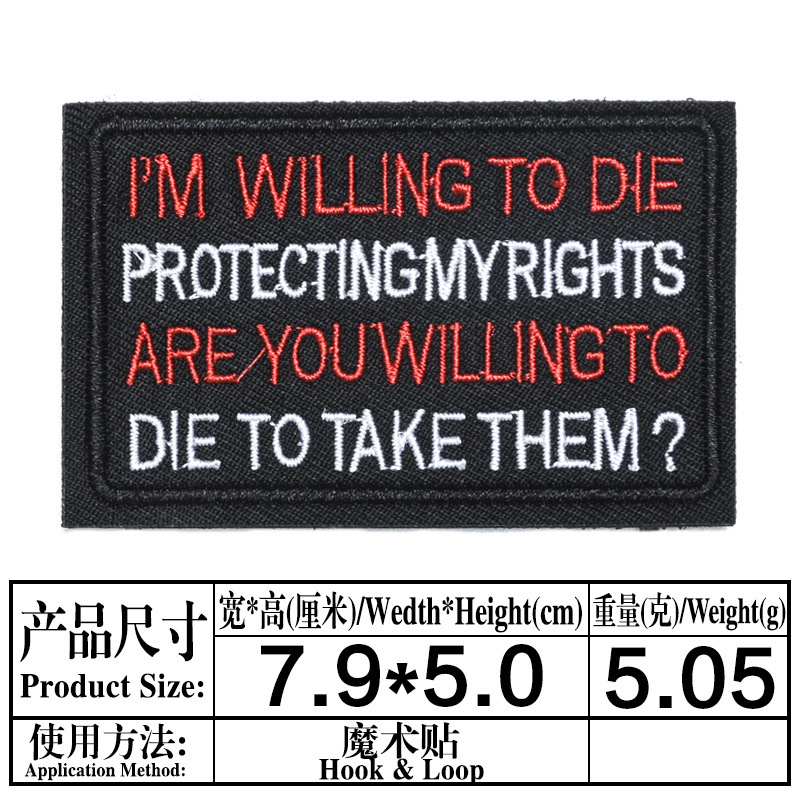 I'M WILLING TO DIE
PROTECTING MY RIGHTS
ARE YOU WILLING TO
DIE TO TAKE THEM?
产品尺寸
Product Size:
宽*高(厘米)/Wedth*Height(cm)
7.9*5.0
重量(克)/Weight(g)
5.05
使用方法:
Application Method:
魔术贴
Hook & Loop